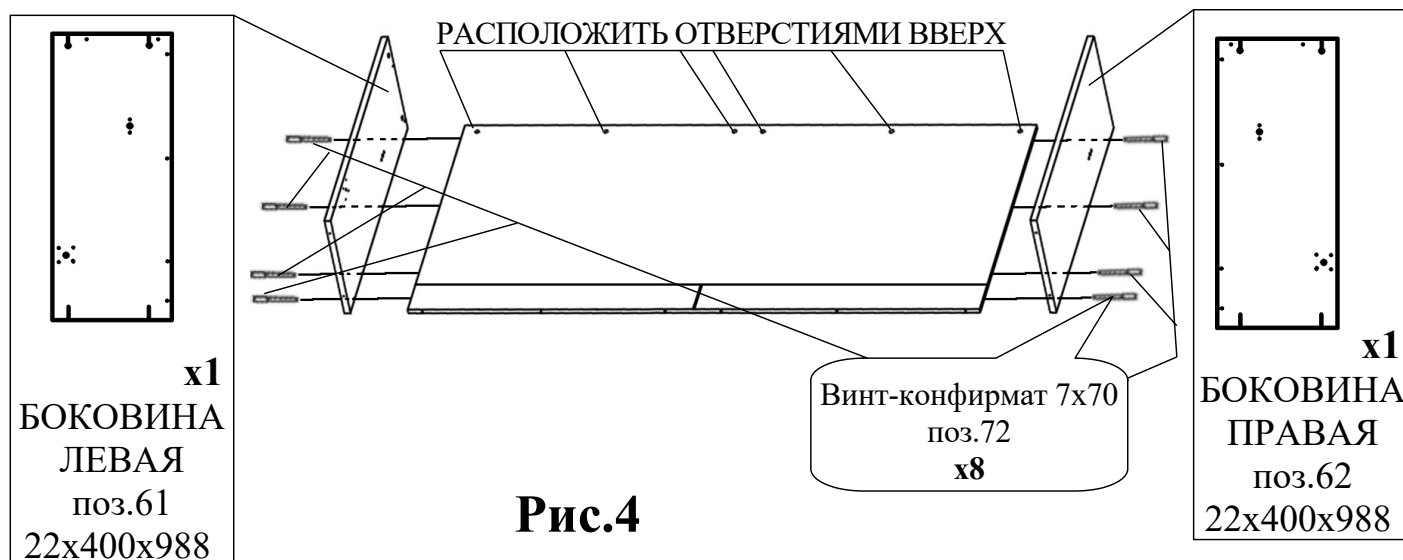 РАСПОЛОЖИТЬ ОТВЕРСТИЯМИ ВВЕРХ
x1
БОКОВИНА
ЛЕВАЯ
поз.61
22x400x988
Рис.4
Винт-конфирмат 7x70
поз.72
x8
x1
БОКОВИНА
ПРАВАЯ
поз.62
22x400x988